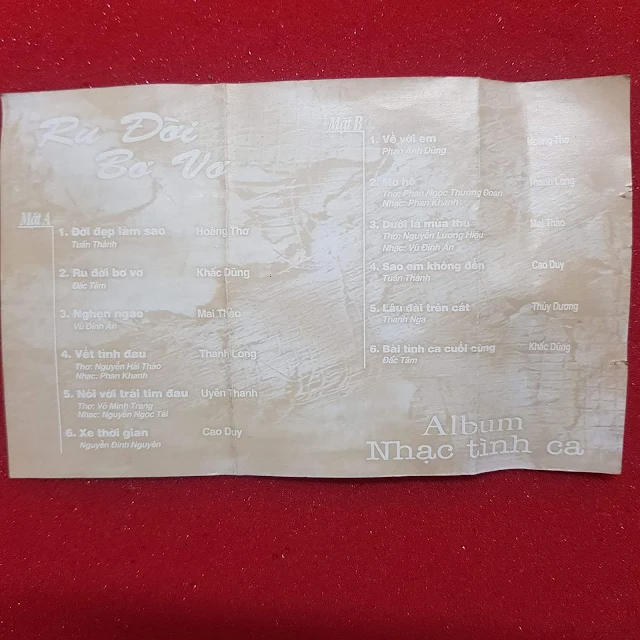 Ru Đời
Bơ Vơ
Mặt A
1. Đời đẹp làm sao Hoàng Thơ
Tuấn Thành
2. Ru đời bơ vơ Khắc Dũng
Đắc Tâm
3. Nghẹn ngào Mai Thảo
Vũ Đình Ân
4. Vết tình đau Thanh Long
Thơ: Nguyễn Hải Thảo
Nhạc: Phan Khanh
5. Nói với trái tim đau Uyên Thanh
Thơ: Võ Minh Trang
Nhạc: Nguyễn Ngọc Tài
6. Xe thời gian Cao Duy
Nguyễn Đình Nguyên
Mặt B
1. Về với em Hoàng Thơ
Phan Anh Dũng
2. Thanh Long
Thơ: Phan Ngọc Thương Đoan
Nhạc: Phan Khanh
3. Dưới lá mùa thu Mai Thảo
Thơ: Nguyễn Lương Hiệu
Nhạc: Vũ Đình Ân
4. Sao em không đến Cao Duy
Tuấn Thành
5. Lâu đài trên cát Thùy Dương
Thanh Nga
6. Bài tình ca cuối cùng Khắc Dũng
Đắc Tâm
Album
Nhạc tình ca